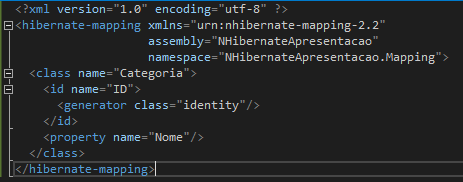 <?xml version="1.0" encoding="utf-8" ?>
<hibernate-mapping xmlns="urn:nhibernate-mapping-2.2"
assembly="NHibernateApresentacao"
namespace="NHibernateApresentacao.Mapping">
<class name="Categoria">
<id name="ID">
<generator class="identity"/>
</id>
<property name="Nome"/>
</class>
</hibernate-mapping>